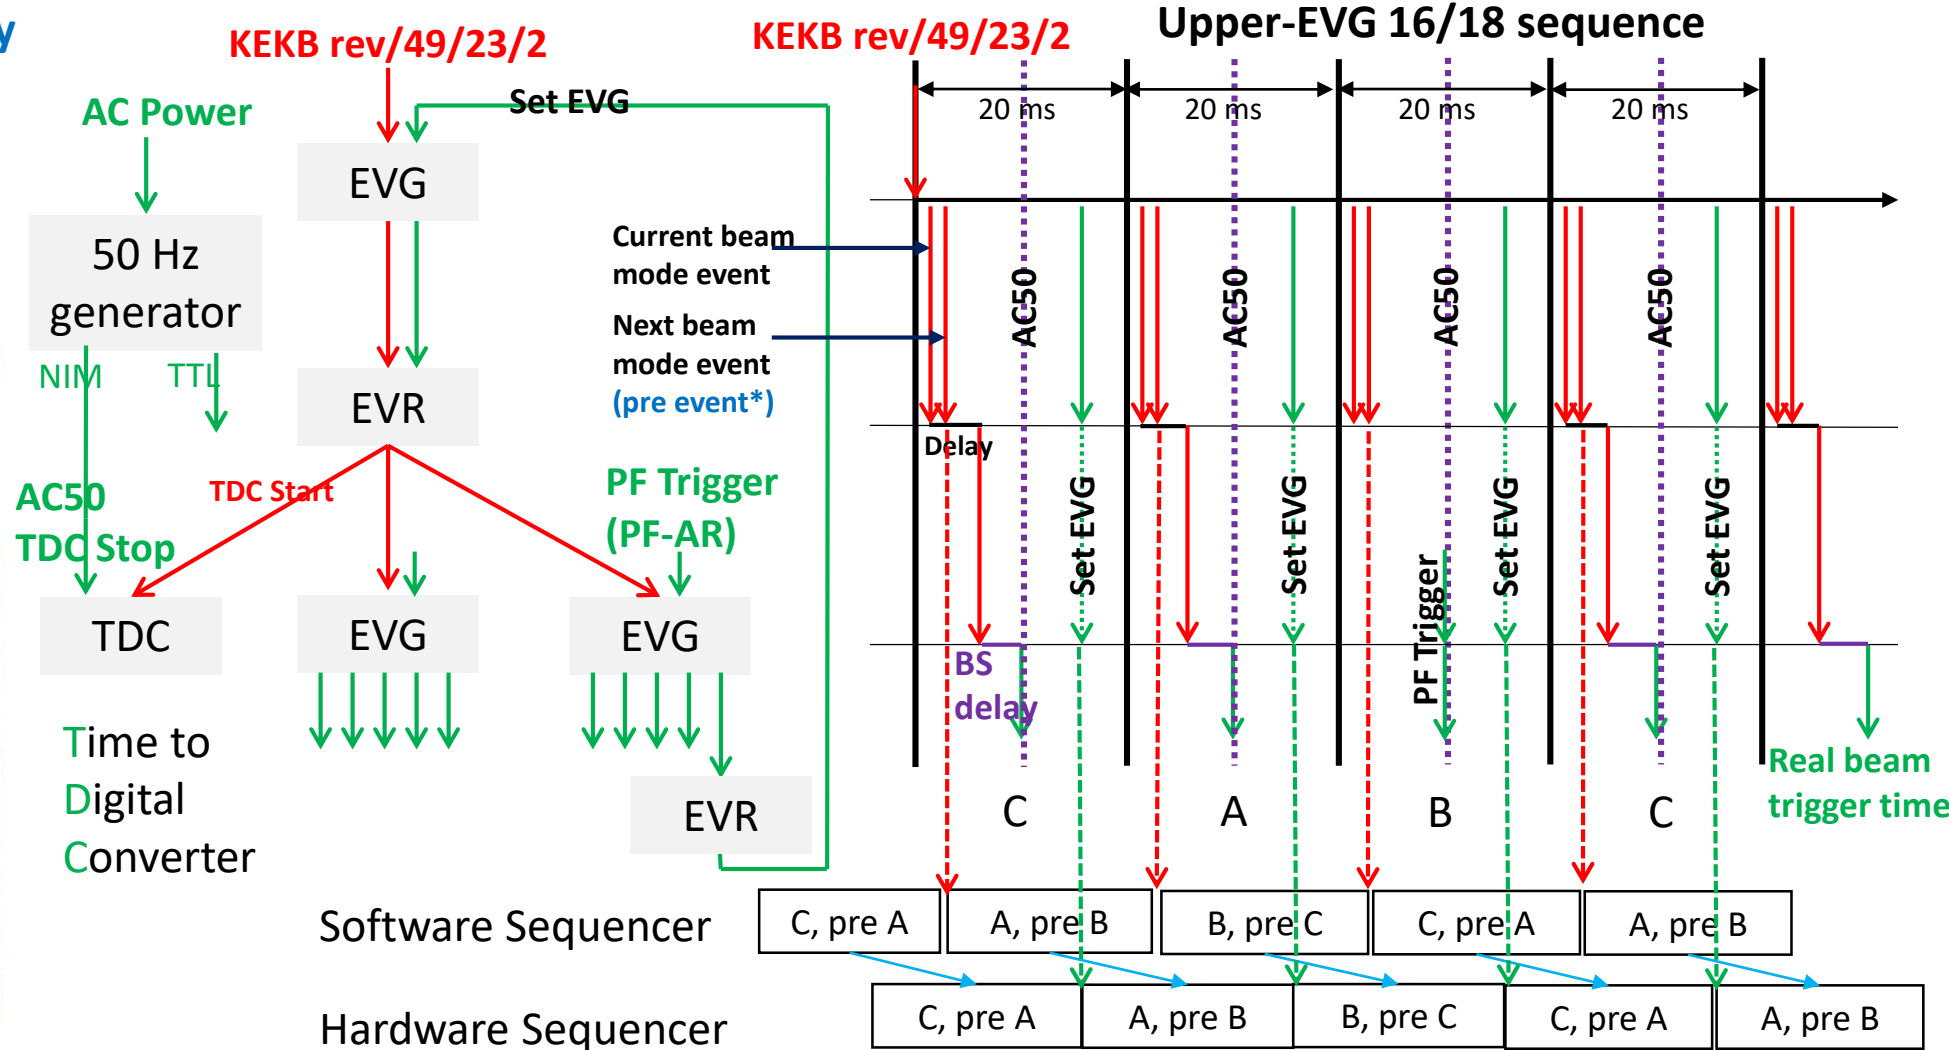 y
KEKB rev/49/23/2
Set EVG
AC Power
EVG
50 Hz
generator
NIM
TTL
EVR
AC50
TDC Stop
TDC Start
PF Trigger
(PF-AR)
TDC
EVG
EVG
Time to
Digital
Converter
EVR
KEKB rev/49/23/2
Upper-EVG 16/18 sequence
20 ms
20 ms
20 ms
20 ms
Current beam
mode event
Next beam
mode event
(pre event*)
AC50
AC50
AC50
AC50
Delay
Set EVG
Set EVG
Set EVG
Set EVG
PF Trigger
BS
delay
Real beam
trigger time
C
A
B
C
Software Sequencer
C, pre A
A, pre B
B, pre C
C, pre A
A, pre B
Hardware Sequencer
C, pre A
A, pre B
B, pre C
C, pre A
A, pre B